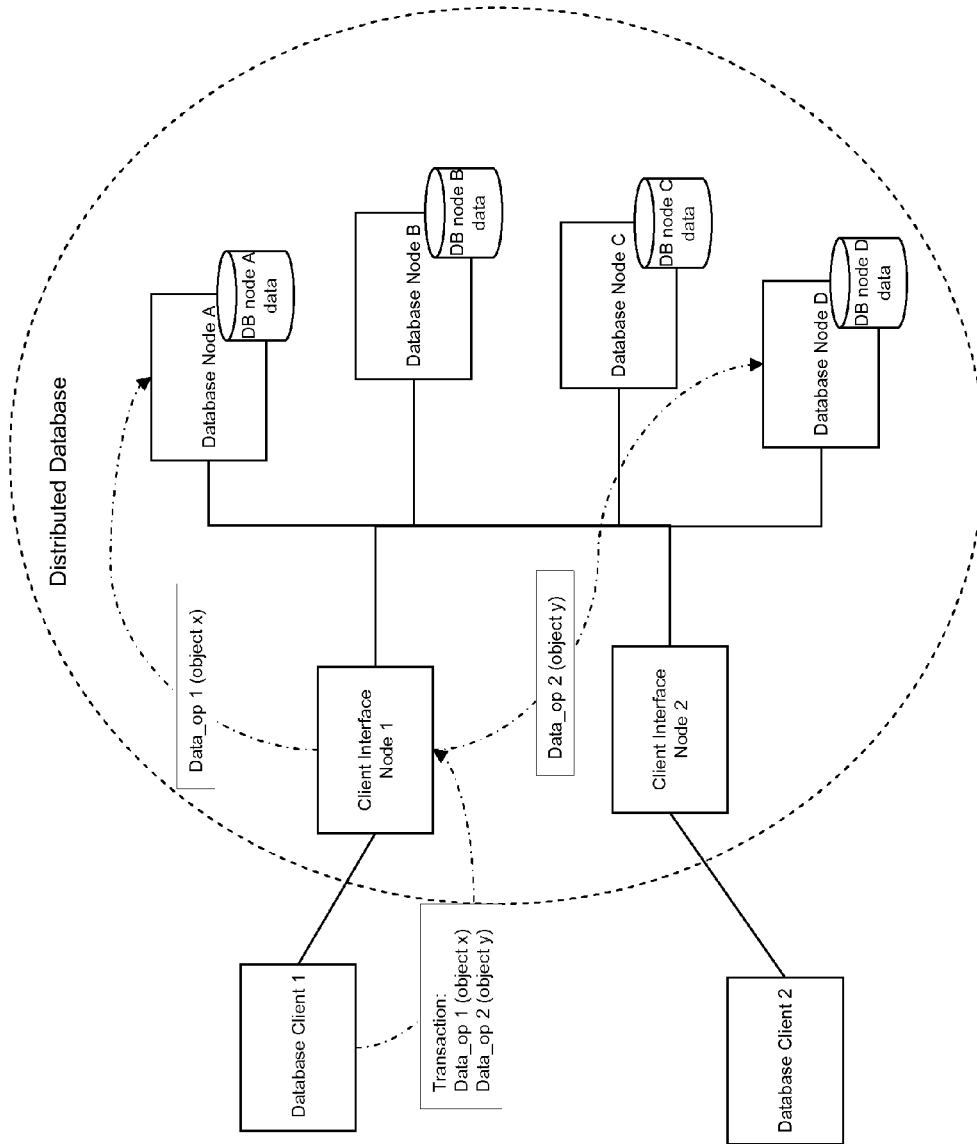 Distributed Database
Database Client 1
Transaction:
Data_op 1 (object x)
Data_op 2 (object y)
Client Interface
Node 1
Data_op 1 (object x)
Data_op 2 (object y)
Database Node A
DB node A
data
Database Node B
DB node B
data
Database Node C
DB node C
data
Database Node D
DB node D
data
Client Interface
Node 2
Database Client 2